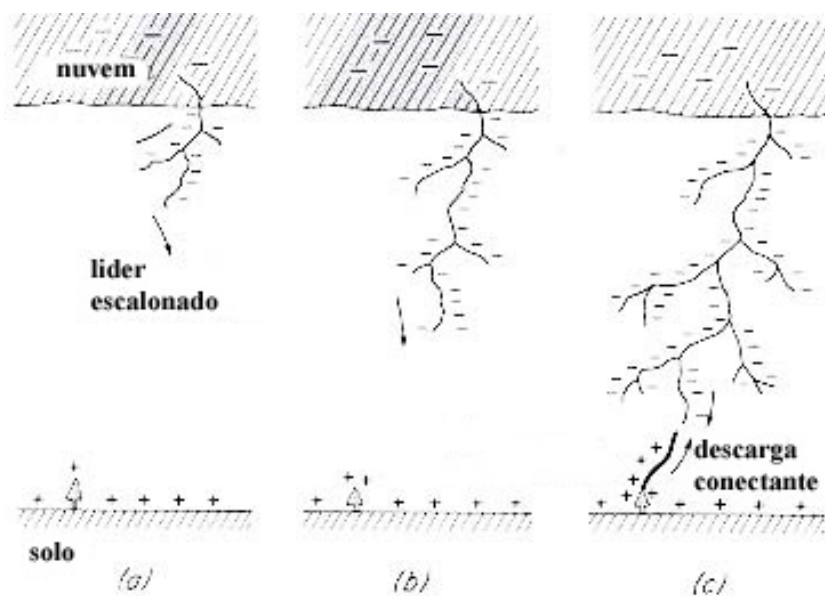 nuvem
lider
escalonado
descarga
conectante
solo
(a)
(b)
(c)